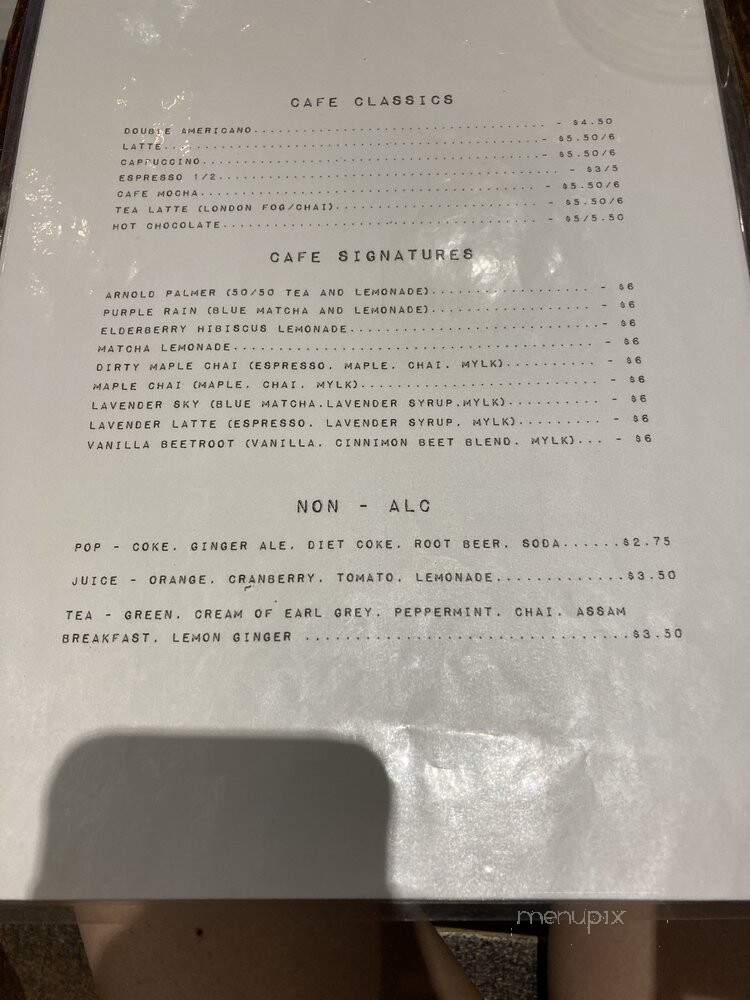 CAFE CLASSICS
DOUBLE AMERICANO................................ - $4.50
LATTE.......................................- $5.50/6
CAPPUCCINO...................................- $5.50/6
ESPRESSO 1/2................................... - $3/5
CAFE MOCHA.................................. - $5.50/6
TEA LATTE (LONDON FOG/CHAI).................... - $5.50/6
HOT CHOCOLATE................................ - $5/5.50
CAFE SIGNATURES
ARNOLD PALMER (50/50 TEA AND LEMONADE)................ - $6
PURPLE RAIN (BLUE MATCHA AND LEMONADE)............... - $6
ELDERBERRY HIBISCUS LEMONADE.........................- $6
MATCHA LEMONADE.................................. - $6
DIRTY MAPLE CHAI (ESPRESSO, MAPLE, CHAI, MYLK)......... - $6
MAPLE CHAI (MAPLE, CHAI, MYLK)....................... - $6
LAVENDER SKY (BLUE MATCHA,LAVENDER SYRUP,MYLK).......... - $6
LAVENDER LATTE (ESPRESSO, LAVENDER SYRUP, MYLK)......... - $6
VANILLA BEETROOT (VANILLA, CINNIMON BEET BLEND, MYLK)... - $6
NON - ALC
POP - COKE, GINGER ALE, DIET COKE, ROOT BEER, SODA......$2.75
JUICE - ORANGE, CRANBERRY, TOMATO, LEMONADE.............$3.50
TEA - GREEN, CREAM OF EARL GREY, PEPPERMINT, CHAI, ASSAM
BREAKFAST, LEMON GINGER ................................$3.50
menupix